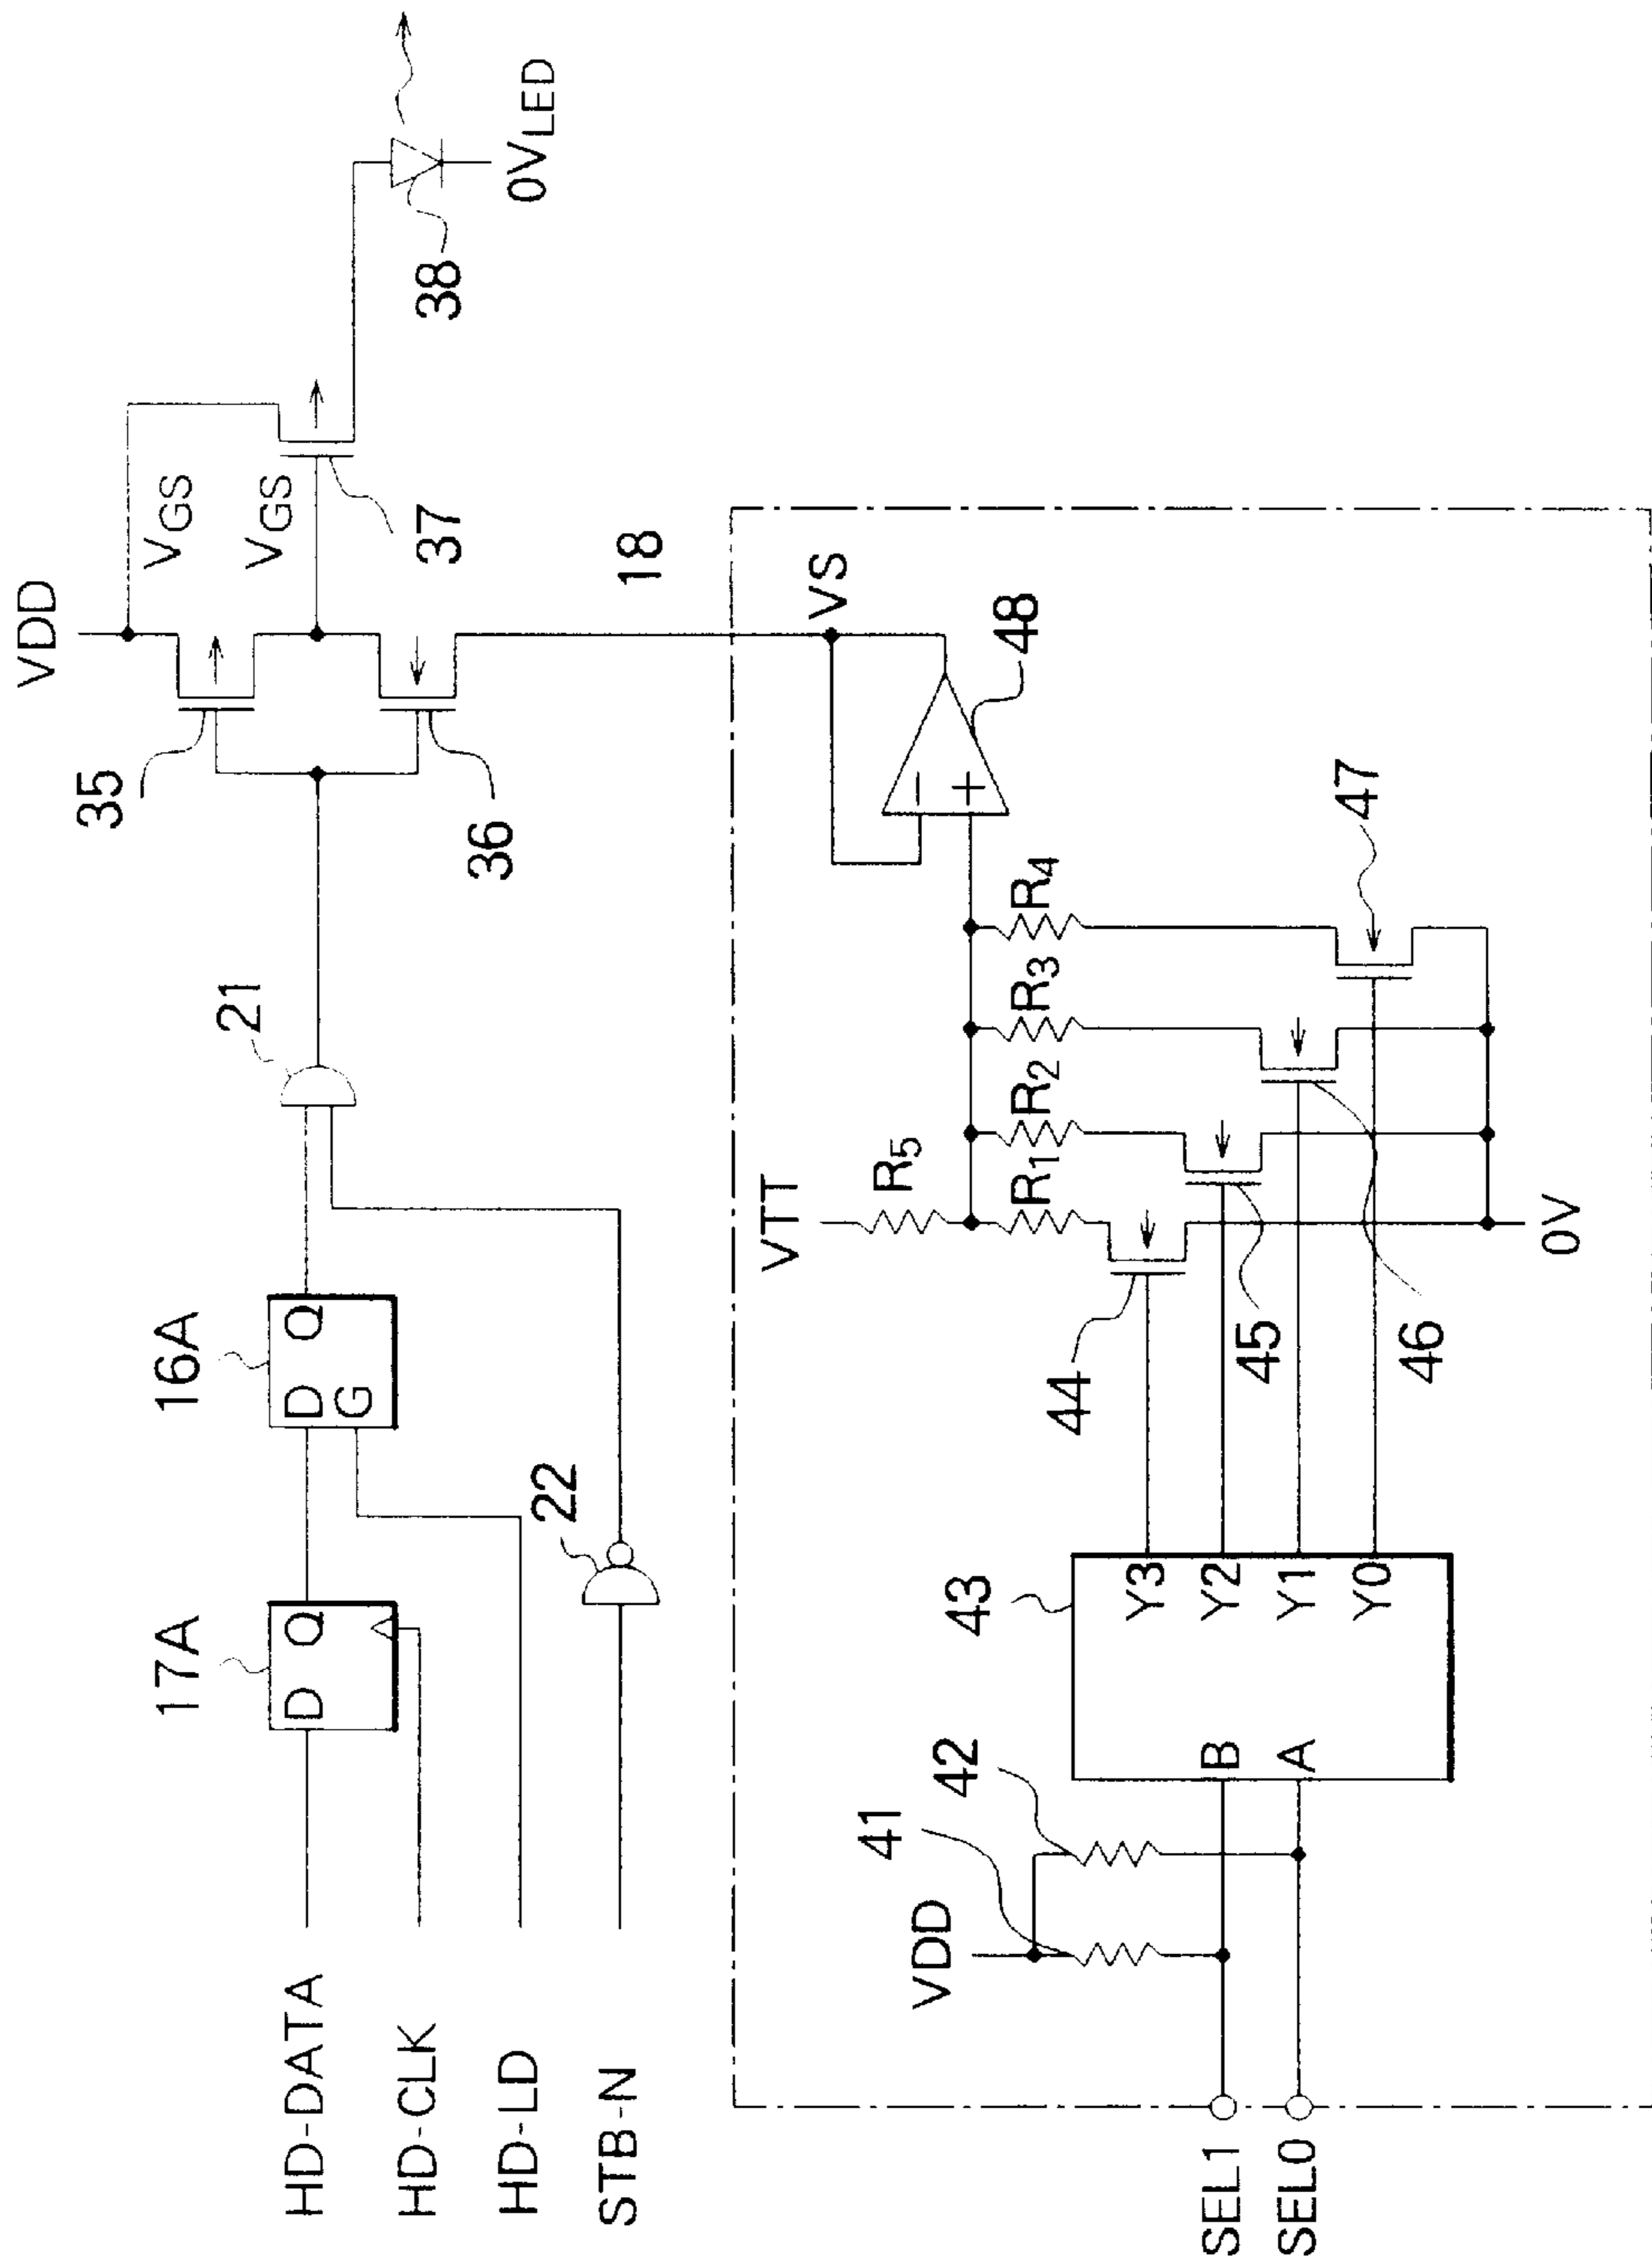 HD-DATA
HD-CLK
HD-LD
STB-N
17A
D Q
16A
D Q
G
22
21
35
36
VDD
VGS
VGS
37
18
38
0VLED
SEL1
SEL0
VDD
41
42
43
B
A
Y3
Y2
Y1
Y0
44
45
46
47
VTT
R5
R1
R2
R3
R4
0V
−
+
48
VS